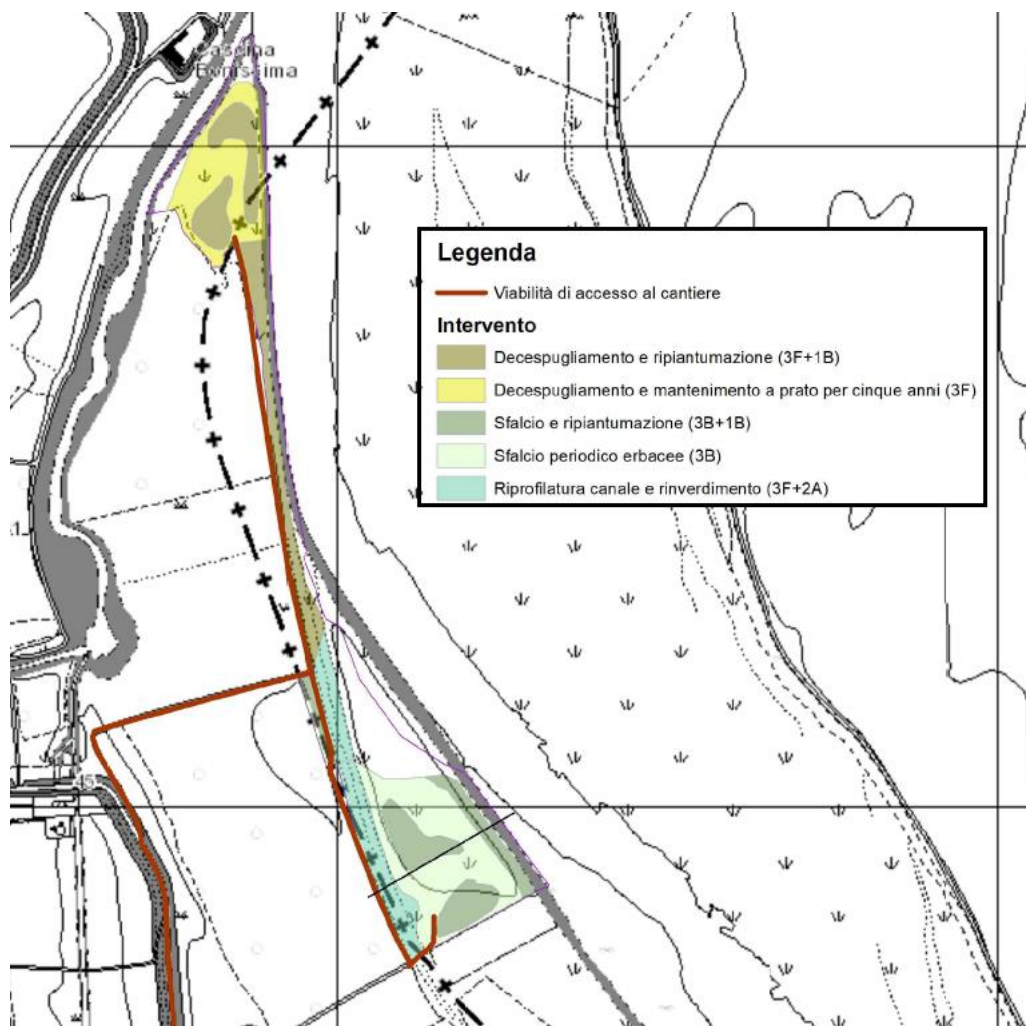 Cascina
Bonissima
Legenda
Viabilità di accesso al cantiere
Intervento
Decespugliamento e ripiantumazione (3F+1B)
Decespugliamento e mantenimento a prato per cinque anni (3F)
Sfalcio e ripiantumazione (3B+1B)
Sfalcio periodico erbacee (3B)
Riprofilatura canale e rinverdimento (3F+2A)